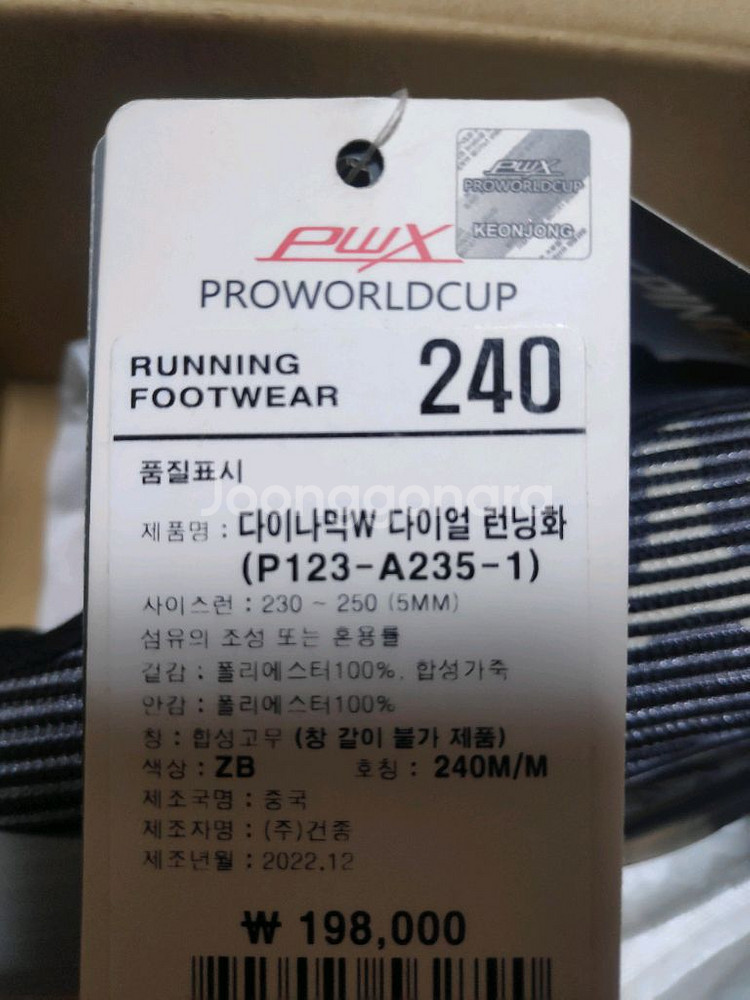 PWX
PROWORLDCUP
KEONJONG
PWX
PROWORLDCUP
RUNNING
FOOTWEAR
240
품질표시
Joonggonara
제품명 : 다이나믹W 다이얼 런닝화
(P123-A235-1)
사이스런 : 230 ~ 250 (5MM)
섬유의 조성 또는 혼용률
겉감 : 폴리에스터100%, 합성가죽
안감 : 폴리에스터100%
창 : 합성고무 (창 갈이 불가 제품)
색상 : ZB 호칭 : 240M/M
제조국명 : 중국
제조자명 : (주)건종
제조년월 : 2022.12
₩ 198,000